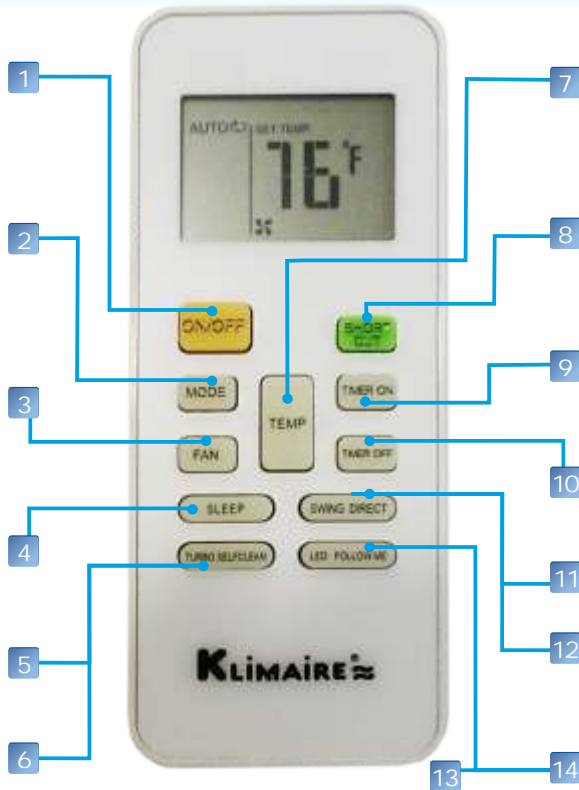 1
7
AUTO SET TEMP.
76°F
2
8
ON/OFF
SHORT
CUT
MODE
TIMER ON
9
TEMP
3
FAN
TIMER OFF
10
SLEEP
SWING DIRECT
4
TURBO SELFCLEAN
LED FOLLOW ME
11
5
KLIMAIRE
12
6
13
14